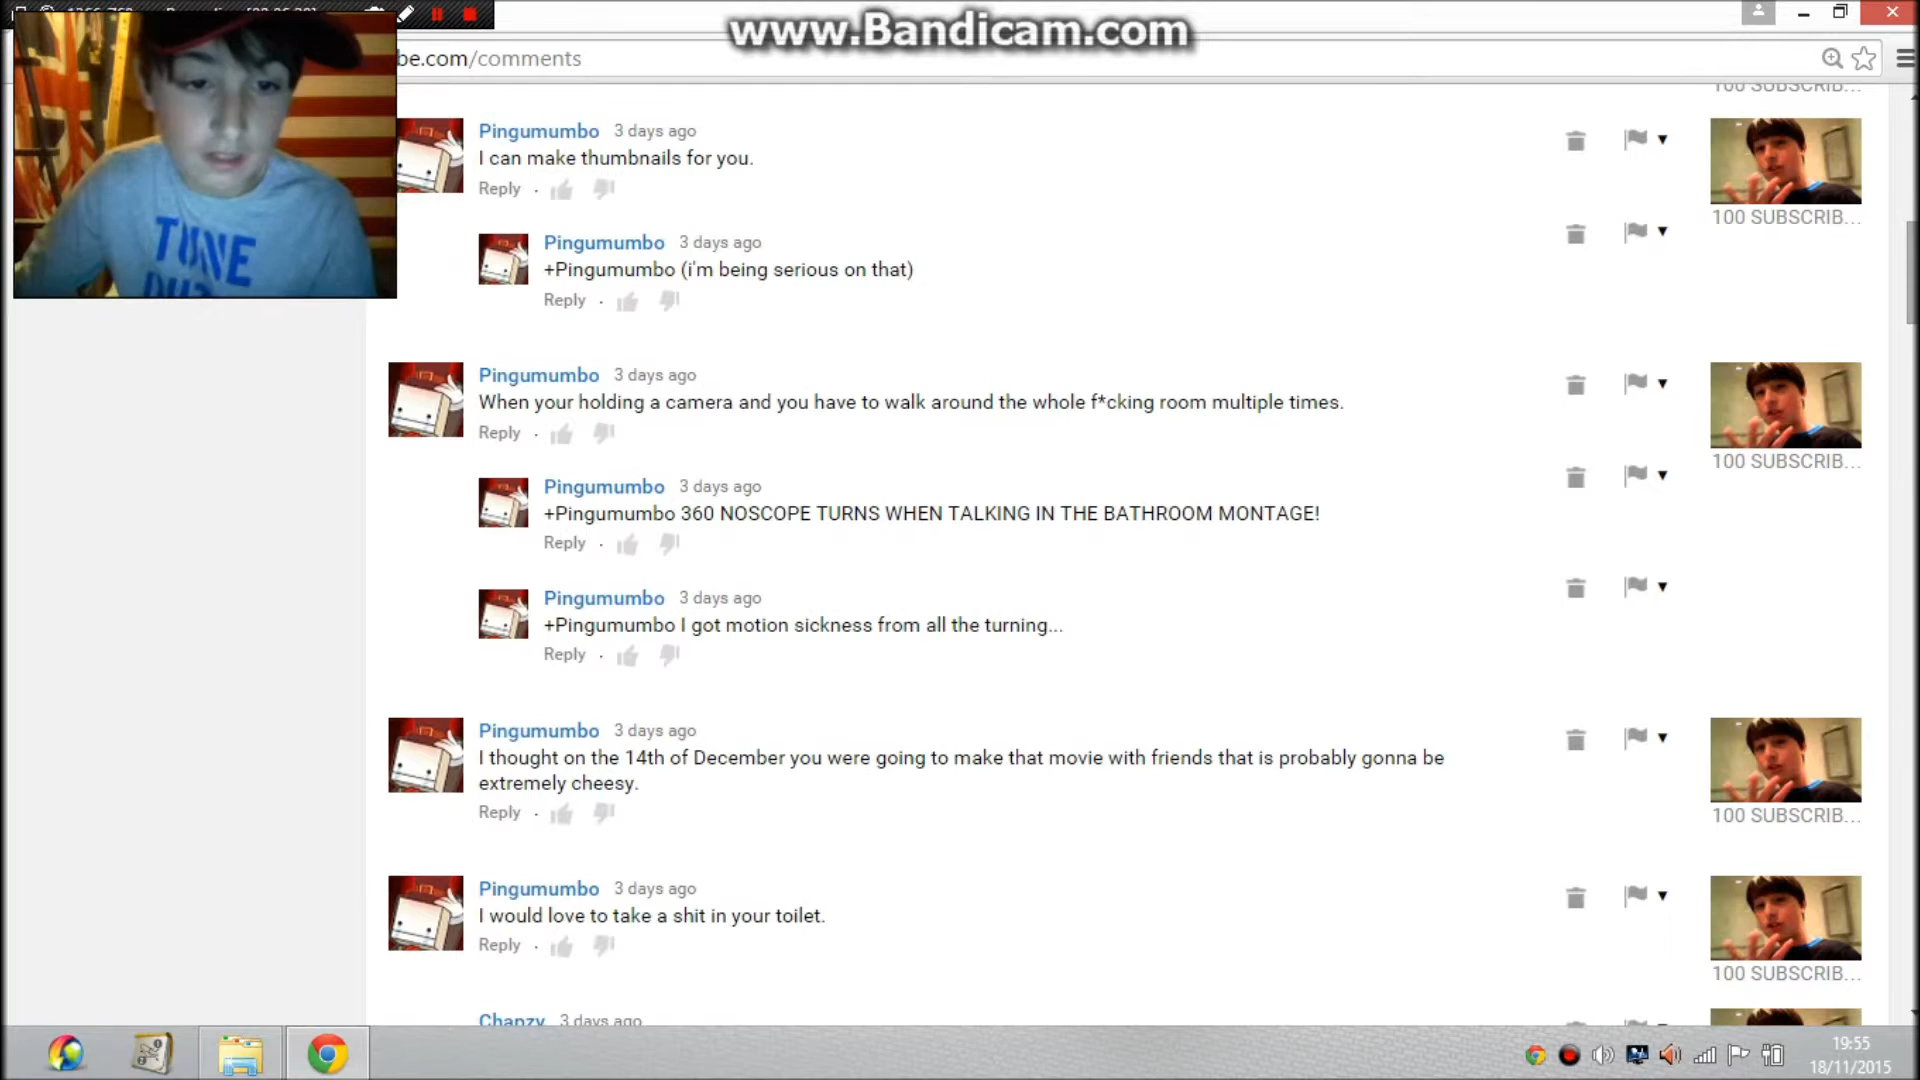 www.Bandicam.com
be.com/comments
100 SUBSCRIB...
Pingumumbo 3 days ago
I can make thumbnails for you.
Reply
100 SUBSCRIB...
Pingumumbo 3 days ago
+Pingumumbo (i'm being serious on that)
Reply
TUNE
Pingumumbo 3 days ago
When your holding a camera and you have to walk around the whole f*cking room multiple times.
Reply
100 SUBSCRIB...
Pingumumbo 3 days ago
+Pingumumbo 360 NOSCOPE TURNS WHEN TALKING IN THE BATHROOM MONTAGE!
Reply
Pingumumbo 3 days ago
+Pingumumbo I got motion sickness from all the turning...
Reply
Pingumumbo 3 days ago
I thought on the 14th of December you were going to make that movie with friends that is probably gonna be
extremely cheesy.
Reply
100 SUBSCRIB...
Pingumumbo 3 days ago
I would love to take a shit in your toilet.
Reply
100 SUBSCRIB...
Chapzy 3 days ago
19:55
18/11/2015